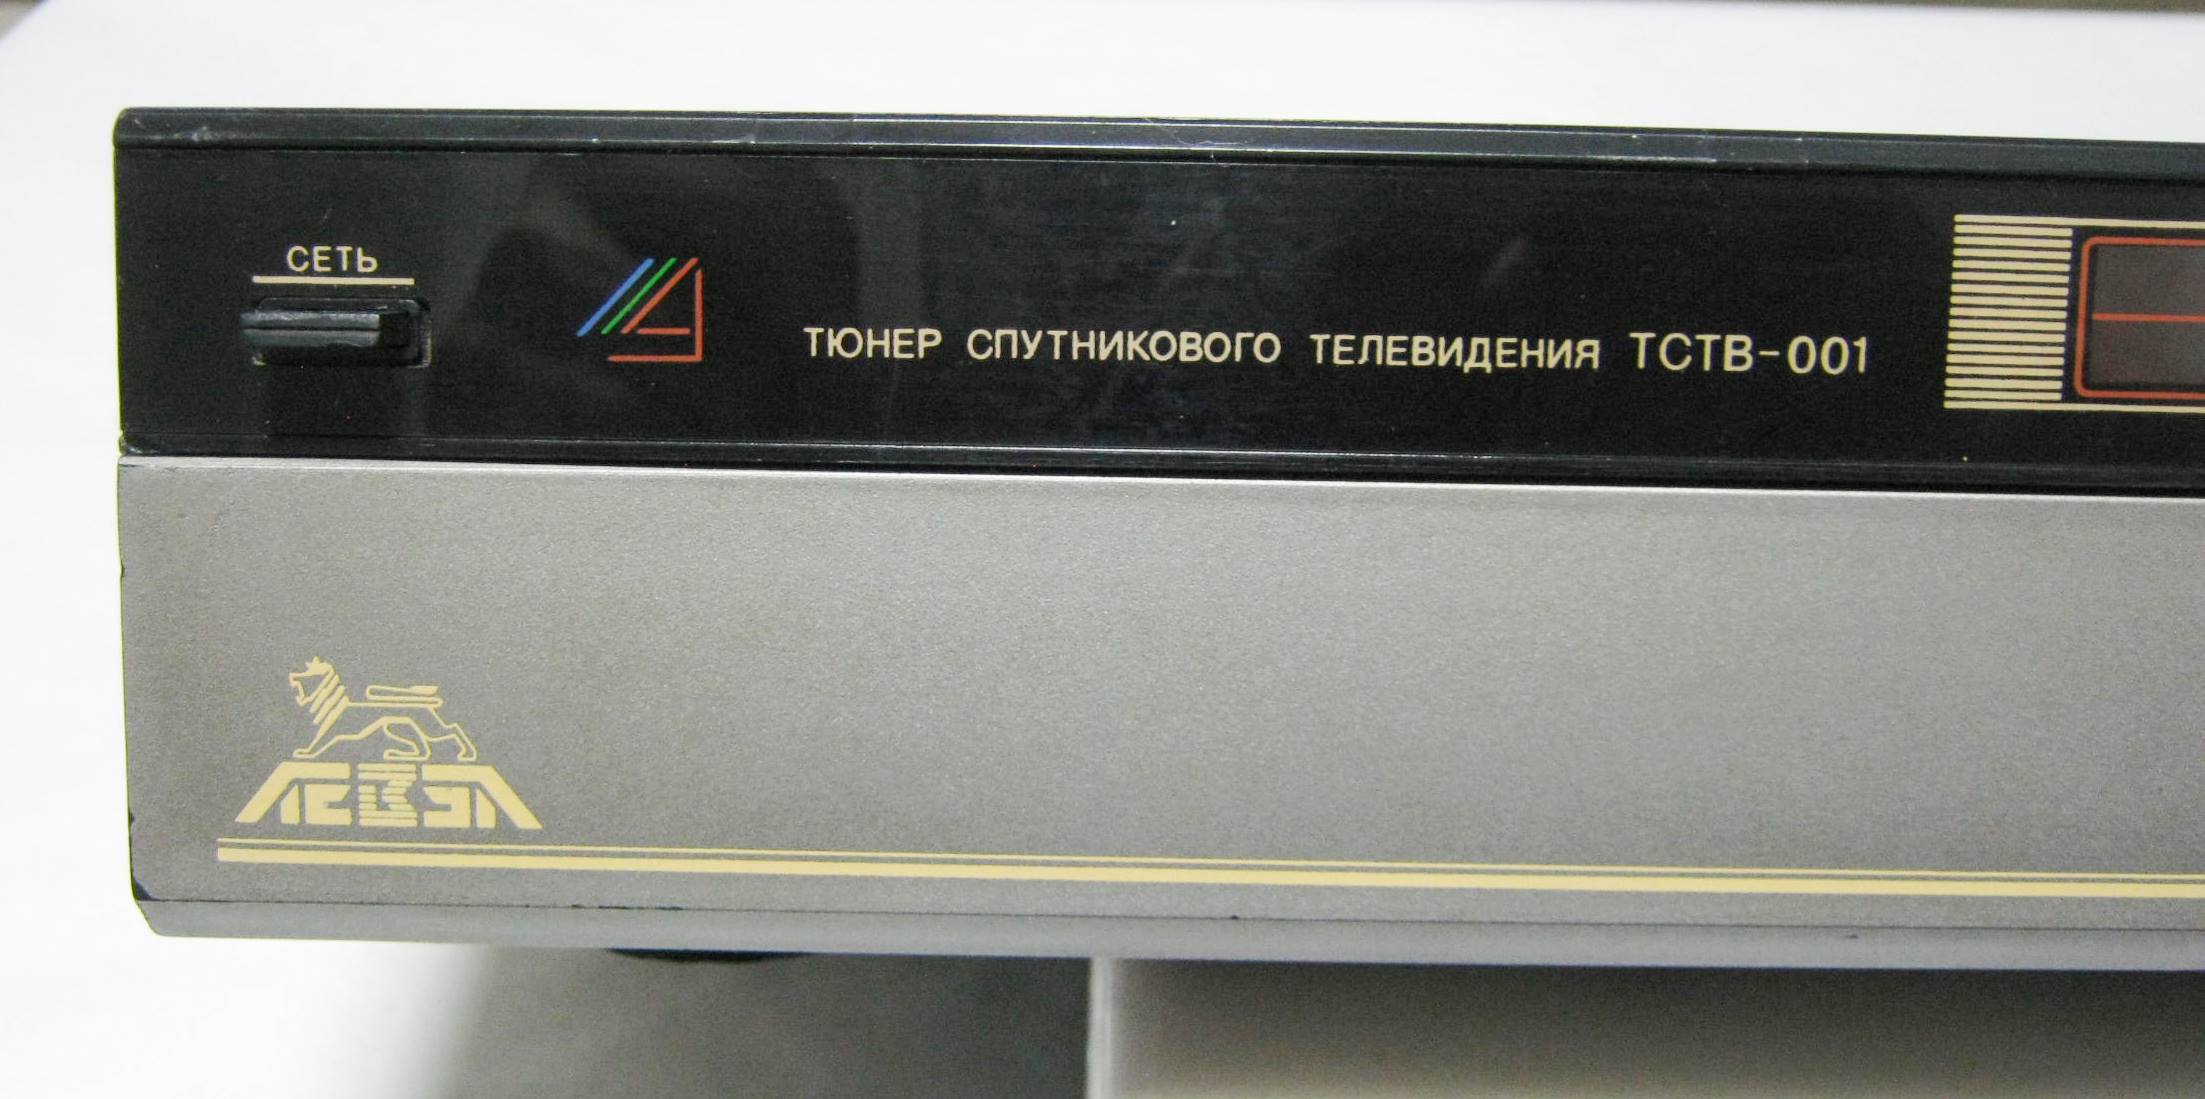 СЕТЬ
ТЮНЕР СПУТНИКОВОГО ТЕЛЕВИДЕНИЯ ТСТВ-001